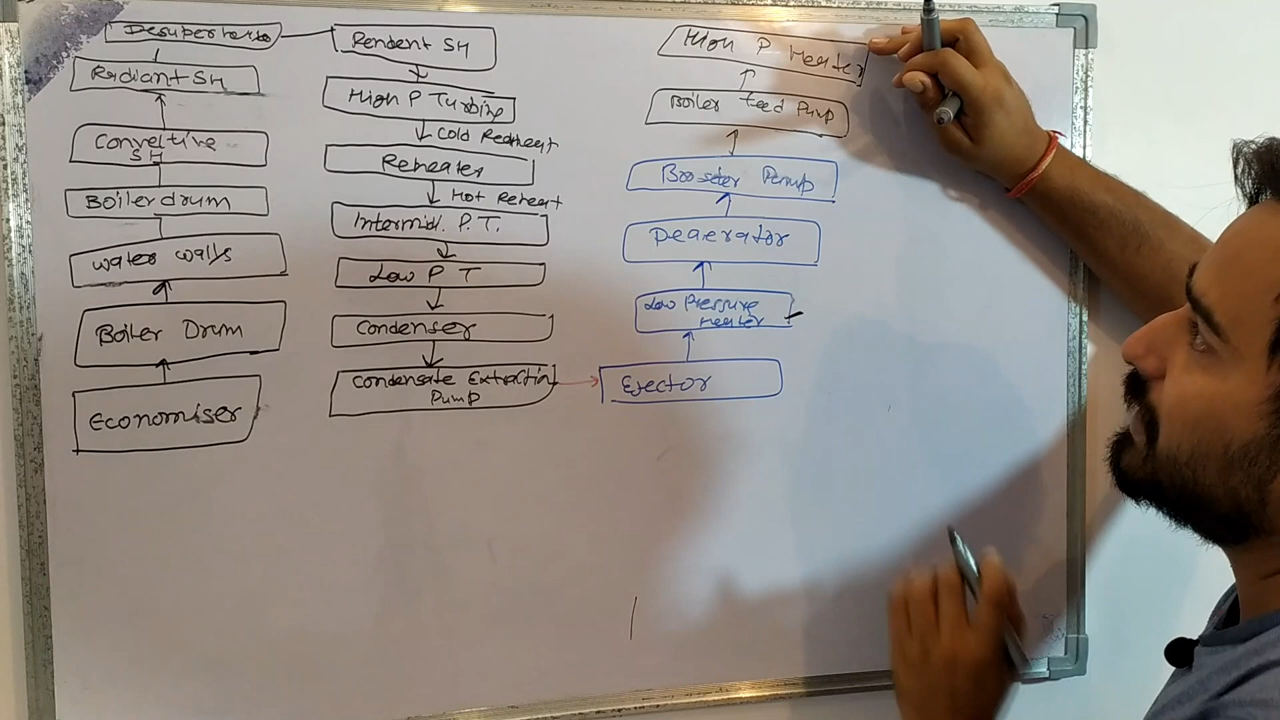 Desuperheater
Radiant SH
Convective
SH
Boiler drum
Water walls
Boiler Drum
Economiser
Pendent SH
High P Turbine
Cold Reheat
Reheater
Hot Reheat
Intermid. P. T.
Low P T
Condenser
Condensate Extraction
Pump
High P Heater
Boiler feed Pump
Booster Pump
Deaerator
Low Pressure
Heater
Ejector